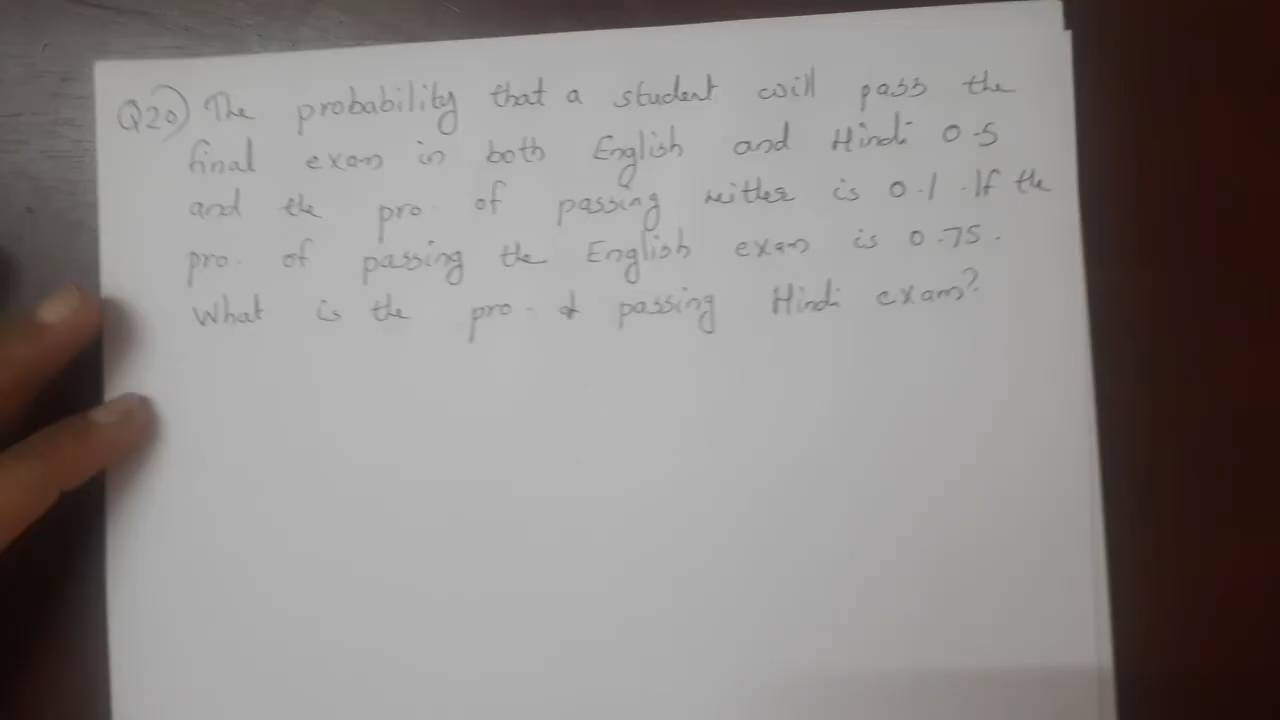 Q20) The probability that a student will pass the
final exam in both English and Hindi 0.5
and the pro. of passing neither is 0.1. If the
pro. of passing the English exam is 0.75.
What is the pro. of passing Hindi exam?